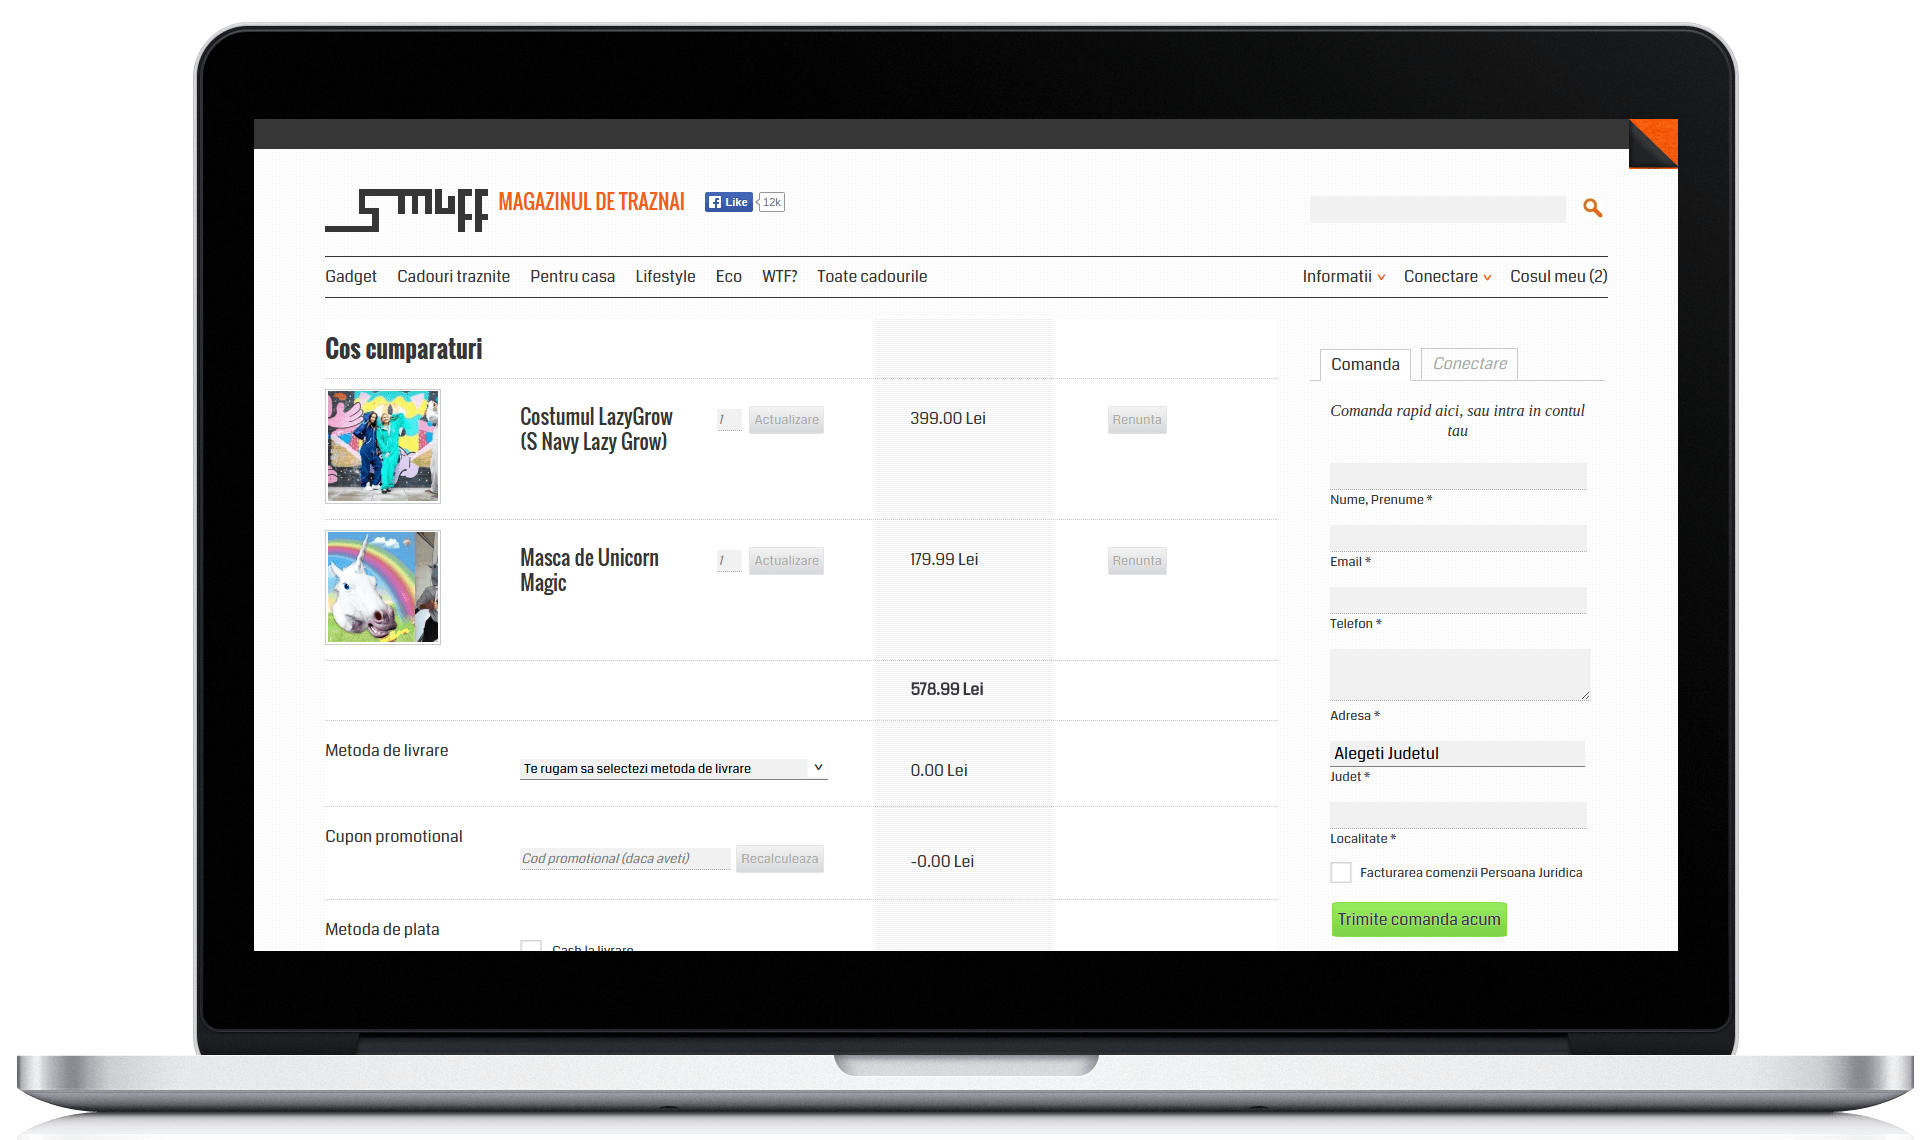 smuff MAGAZINUL DE TRAZNAI Like 12k
Gadget Cadouri traznite Pentru casa Lifestyle Eco WTF? Toate cadourile Informatii Conectare Cosul meu (2)
Cos cumparaturi
Costumul LazyGrow
(S Navy Lazy Grow)
1 Actualizare 399.00 Lei Renunta
Masca de Unicorn
Magic
1 Actualizare 179.99 Lei Renunta
578.99 Lei
Metoda de livrare
Te rugam sa selectezi metoda de livrare 0.00 Lei
Cupon promotional
Cod promotional (daca aveti) Recalculeaza -0.00 Lei
Metoda de plata
Cash la livrare
Comanda Conectare
Comanda rapid aici, sau intra in contul
tau
Nume, Prenume *
Email *
Telefon *
Adresa *
Alegeti Judetul
Judet *
Localitate *
Facturarea comenzii Persoana Juridica
Trimite comanda acum